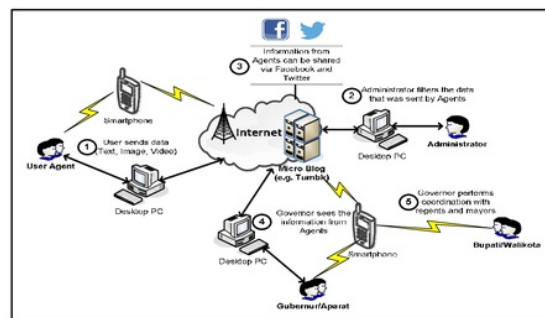 Information from
Agents can be shared
via Facebook and
Twitter
3
2
Administrator filters the data
that was sent by Agents
Smartphone
Internet
Desktop PC
Administrator
1
User sends data
(Text, Image, Video)
User Agent
Micro Blog
(e.g. Tumblr)
Desktop PC
4
Governor sees the
information from
Agents
5
Governor performs
coordination with
regents and mayors
Desktop PC
Smartphone
Bupati/Walikota
Gubernur/Aparat